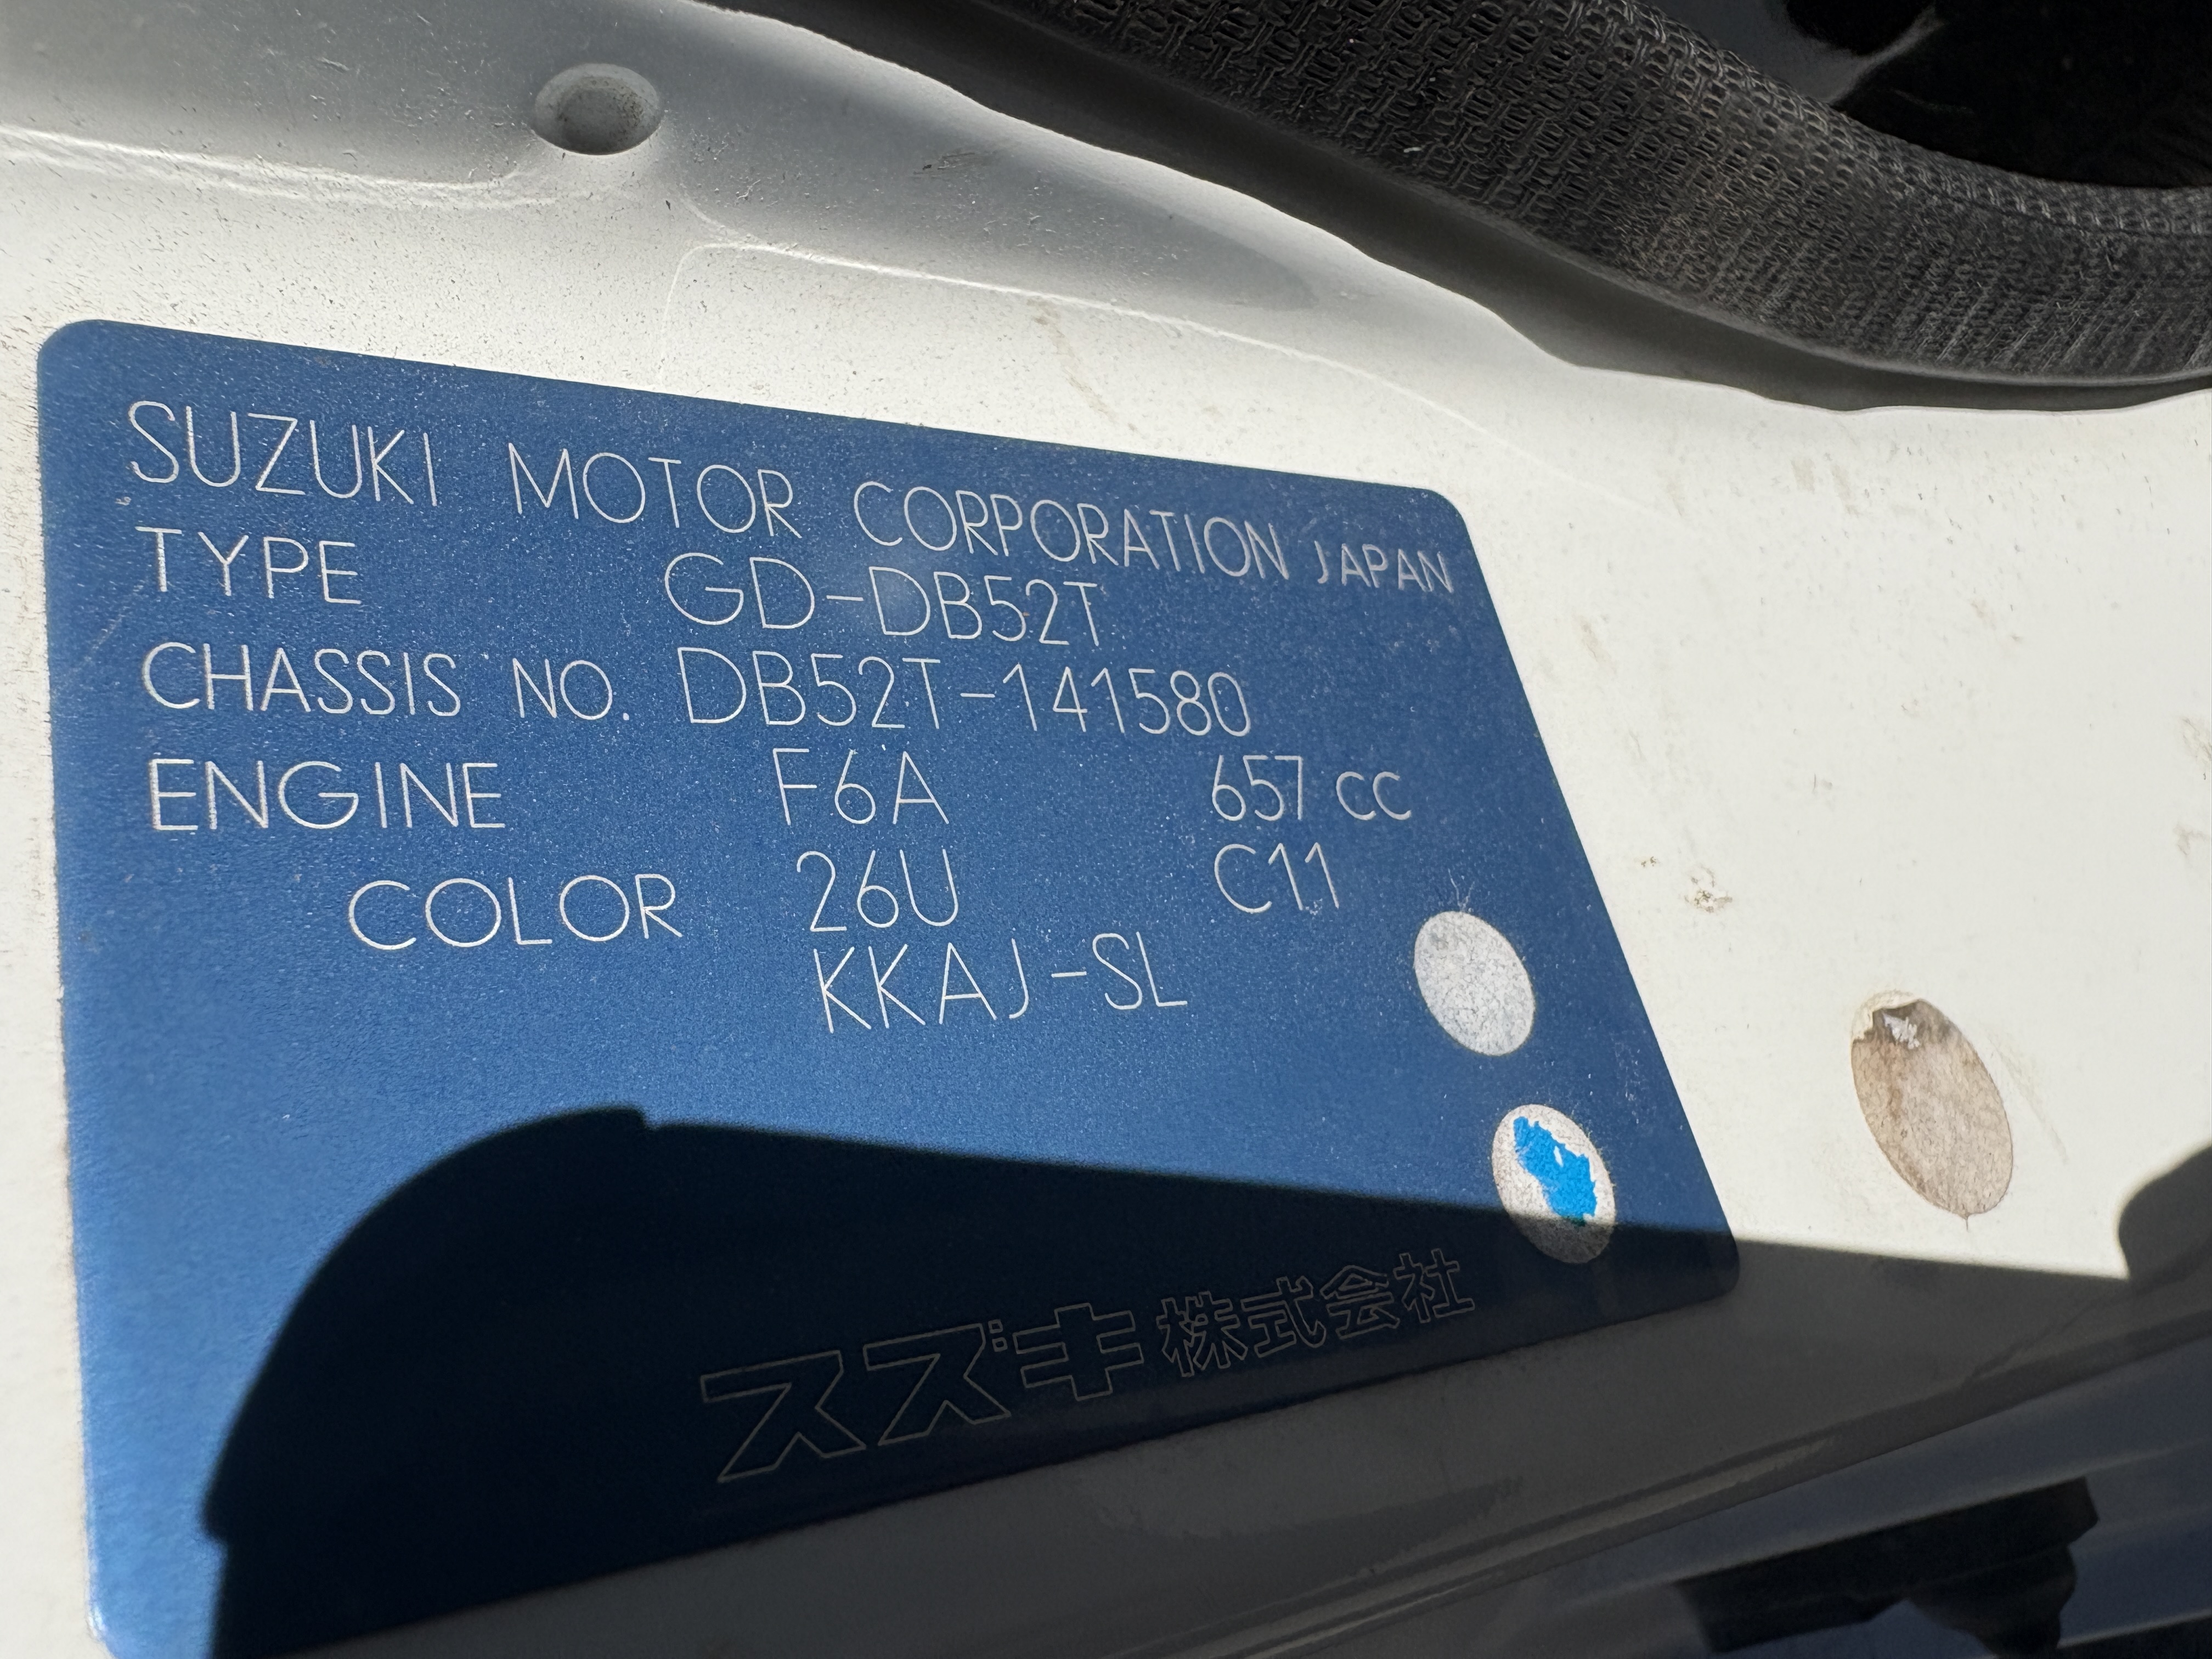 SUZUKI MOTOR CORPORATION JAPAN
TYPE GD-DB52T
CHASSIS NO. DB52T-141580
ENGINE F6A 657 CC
COLOR 26U C11
KKAJ-SL
スズキ株式会社